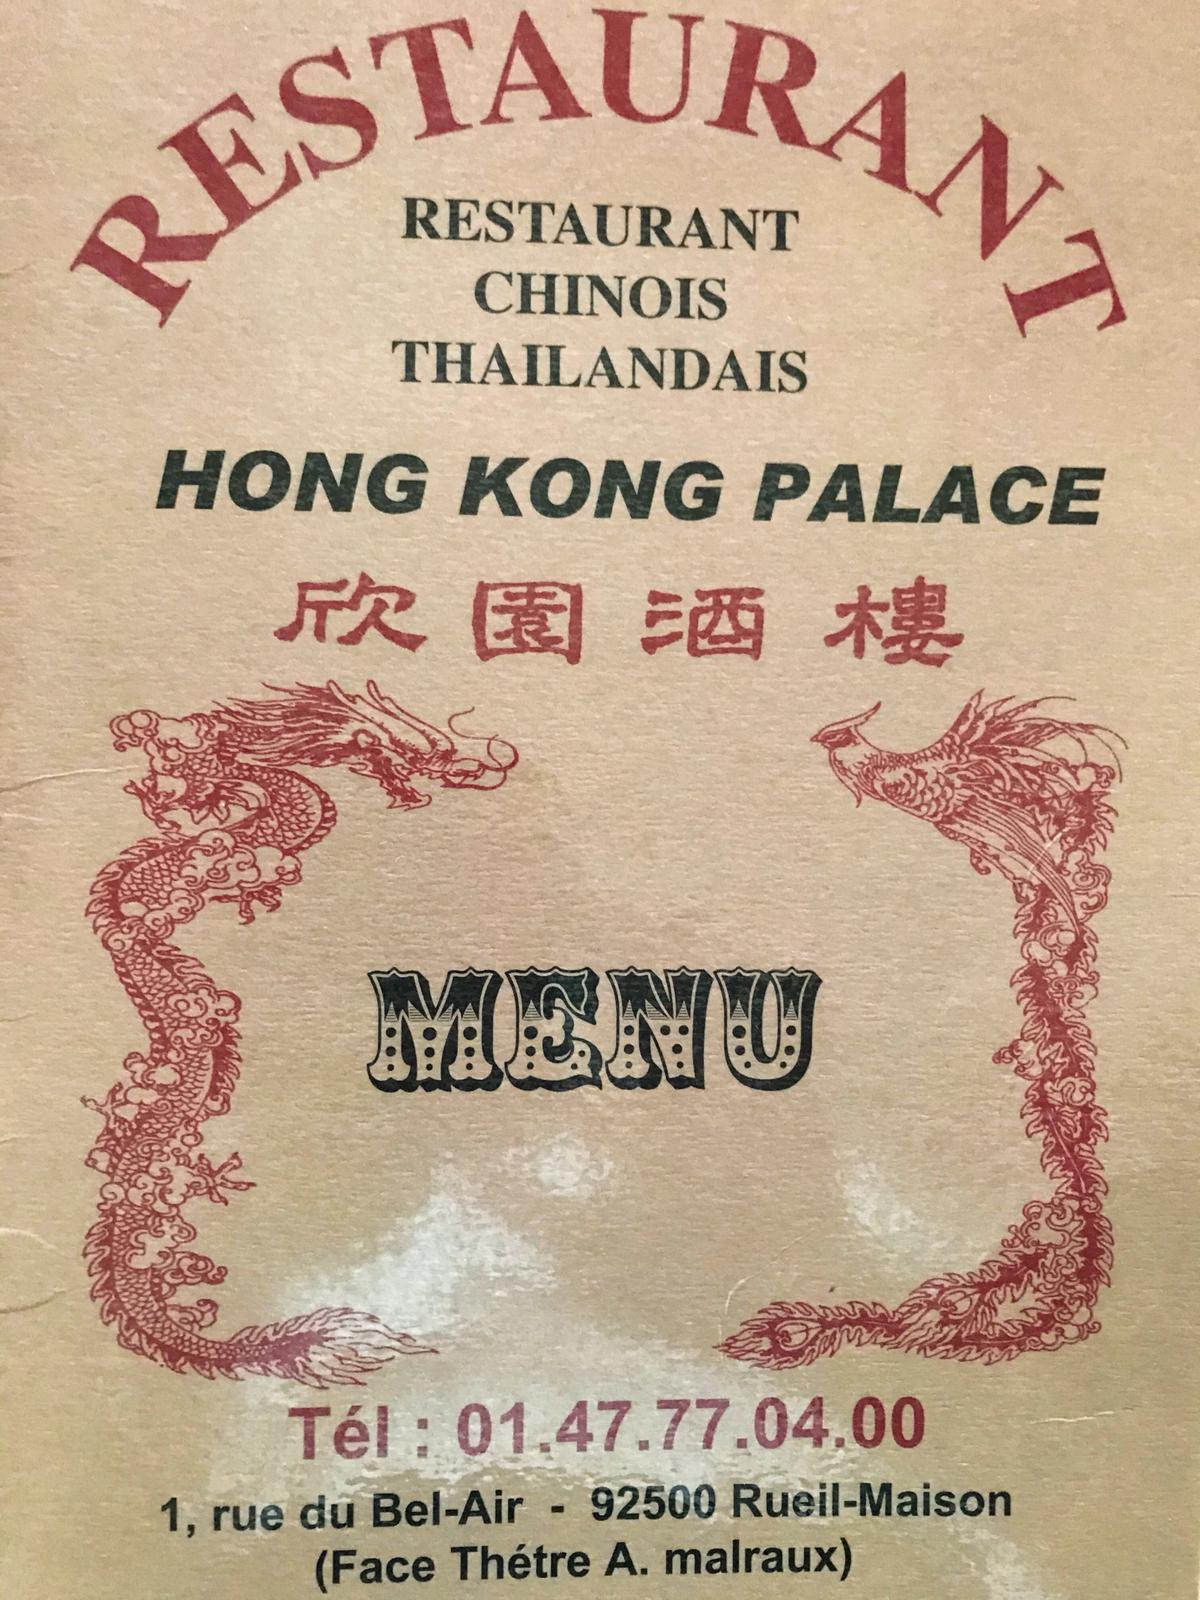 RESTAURANT
RESTAURANT
CHINOIS
THAILANDAIS
HONG KONG PALACE
欣園酒樓
MENU
Tél : 01.47.77.04.00
1, rue du Bel-Air - 92500 Rueil-Maison
(Face Thétre A. malraux)